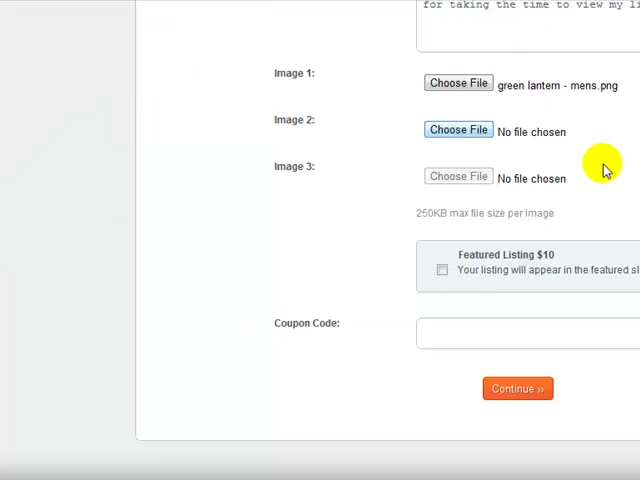 for taking the time to view my li
Image 1:
Choose File green lantern - mens.png
Image 2:
Choose File No file chosen
Image 3:
Choose File No file chosen
250KB max file size per image
Featured Listing $10
Your listing will appear in the featured sl
Coupon Code:
Continue ››